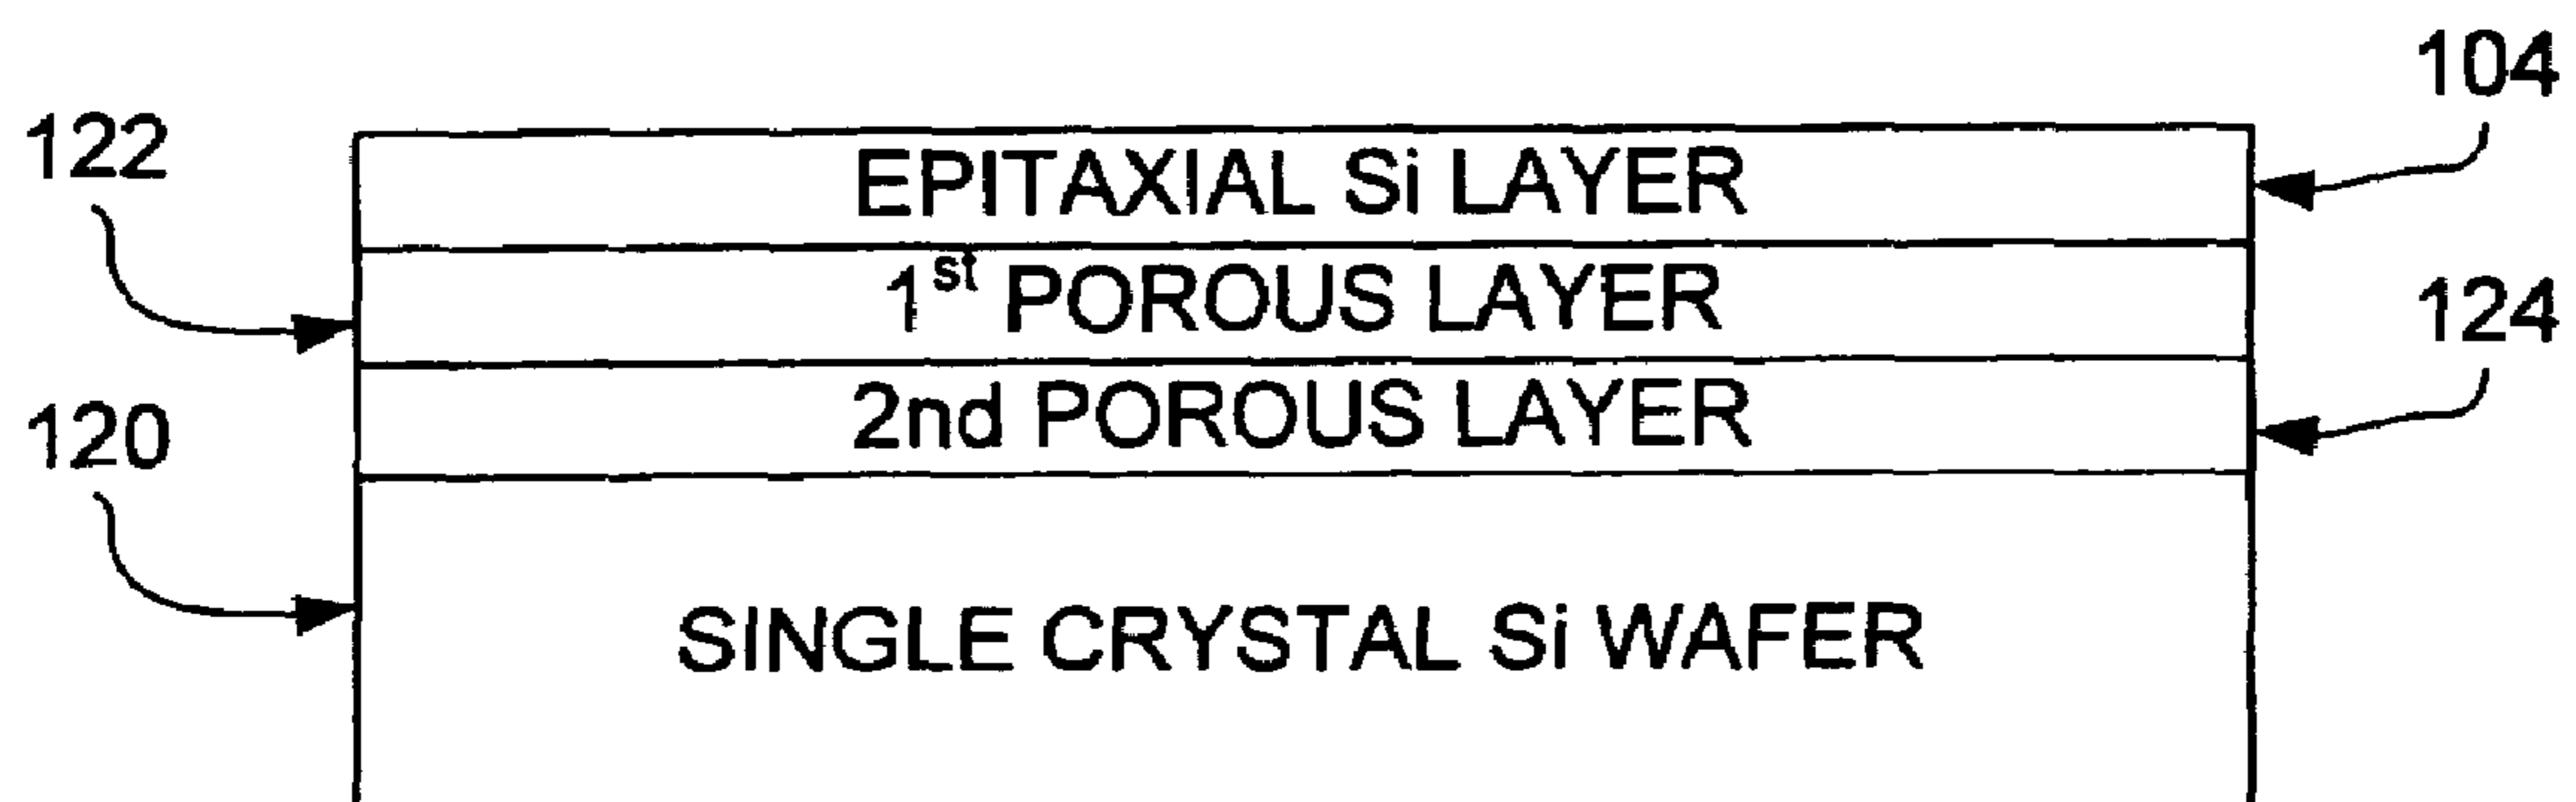 104
122
EPITAXIAL Si LAYER
1st POROUS LAYER
124
2nd POROUS LAYER
120
SINGLE CRYSTAL Si WAFER